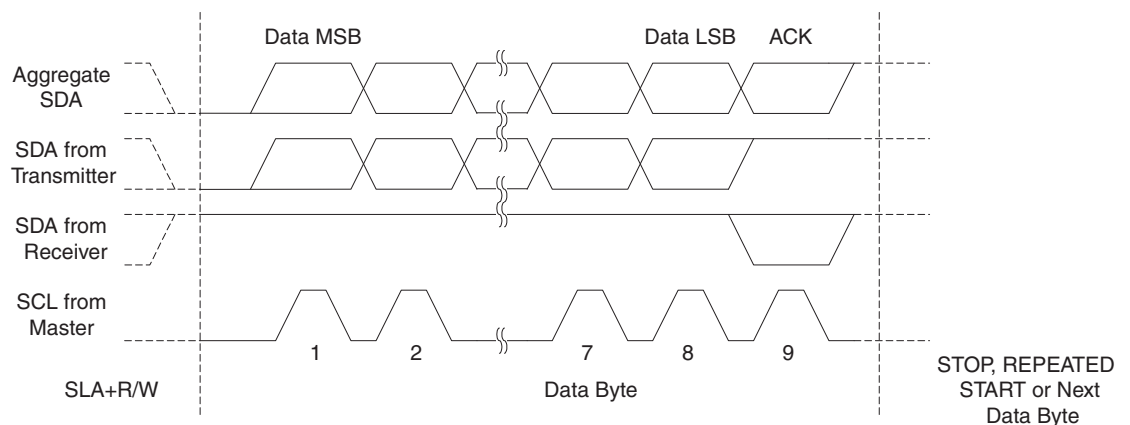 Data MSB
Data LSB
ACK
Aggregate
SDA
SDA from
Transmitter
SDA from
Receiver
SCL from
Master
1
2
7
8
9
SLA+R/W
Data Byte
STOP, REPEATED
START or Next
Data Byte